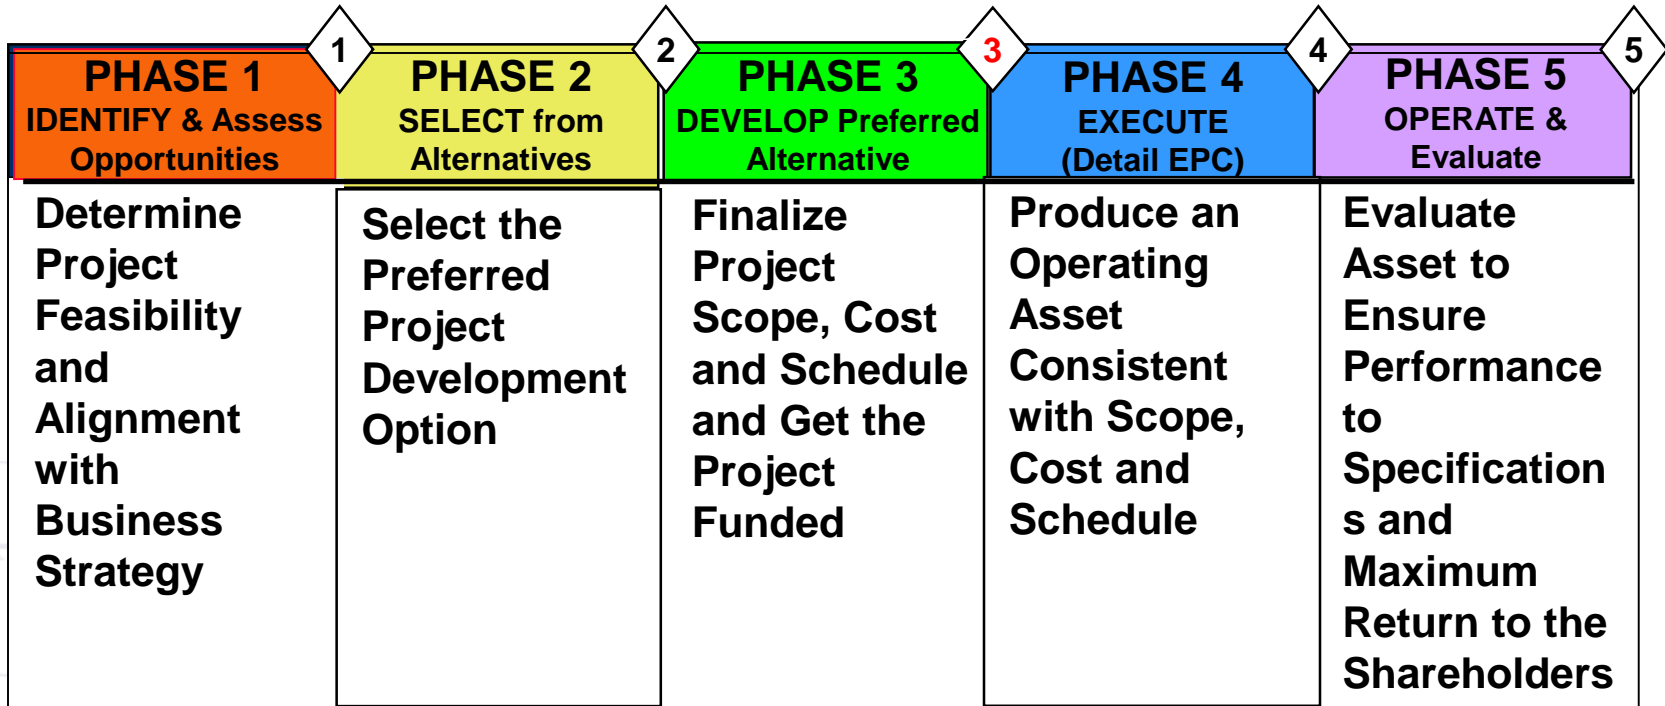 1
2
3
4
5
PHASE 1
IDENTIFY & Assess
Opportunities
PHASE 2
SELECT from
Alternatives
PHASE 3
DEVELOP Preferred
Alternative
PHASE 4
EXECUTE
(Detail EPC)
PHASE 5
OPERATE &
Evaluate
Determine
Project
Feasibility
and
Alignment
with
Business
Strategy
Select the
Preferred
Project
Development
Option
Finalize
Project
Scope, Cost
and Schedule
and Get the
Project
Funded
Produce an
Operating
Asset
Consistent
with Scope,
Cost and
Schedule
Evaluate
Asset to
Ensure
Performance
to
Specification
s and
Maximum
Return to the
Shareholders